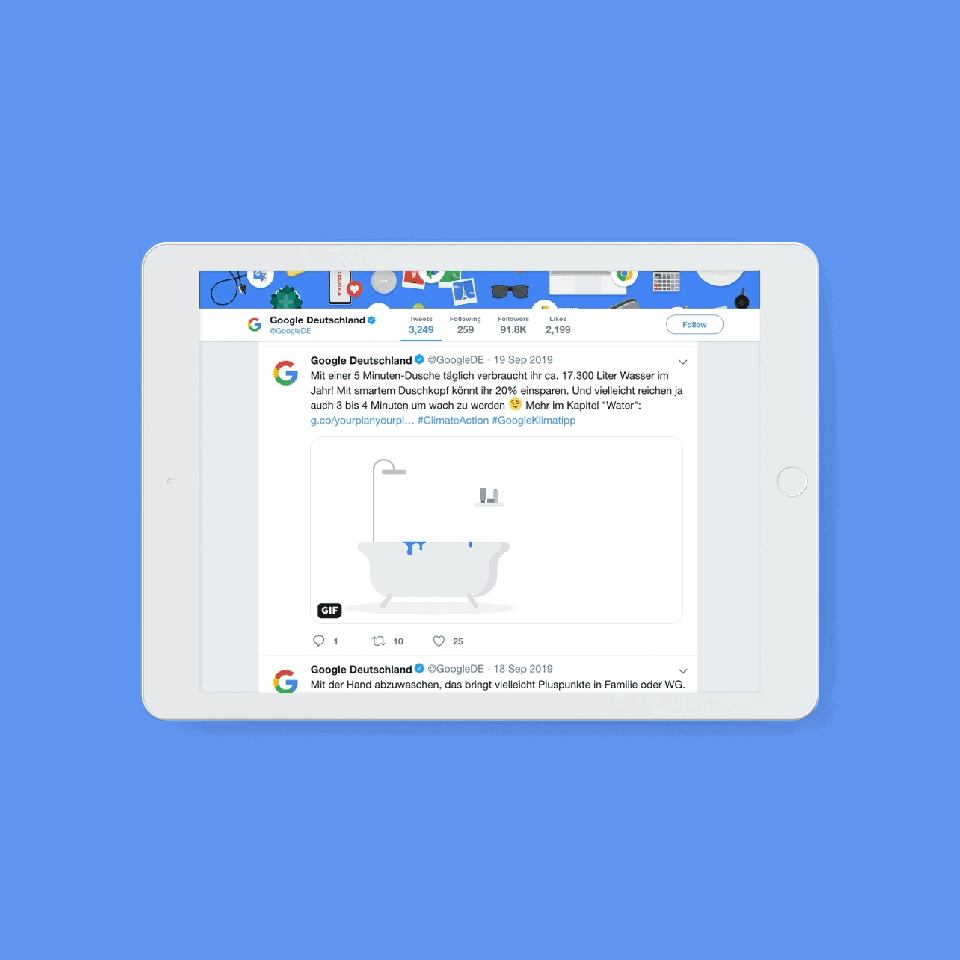 Google Deutschland
@GoogleDE
Tweets Following Followers Likes
3,249 259 91.8K 2,199
Follow
Google Deutschland @GoogleDE · 19 Sep 2019
Mit einer 5 Minuten-Dusche täglich verbraucht ihr ca. 17.300 Liter Wasser im
Jahr! Mit smartem Duschkopf könnt ihr 20% einsparen. Und vielleicht reichen ja
auch 3 bis 4 Minuten um wach zu werden 😉 Mehr im Kapitel "Water":
g.co/yourplanyourpl… #ClimateAction #GoogleKlimatipp
GIF
1 10 25
Google Deutschland @GoogleDE · 18 Sep 2019
Mit der Hand abzuwaschen, das bringt vielleicht Pluspunkte in Familie oder WG.